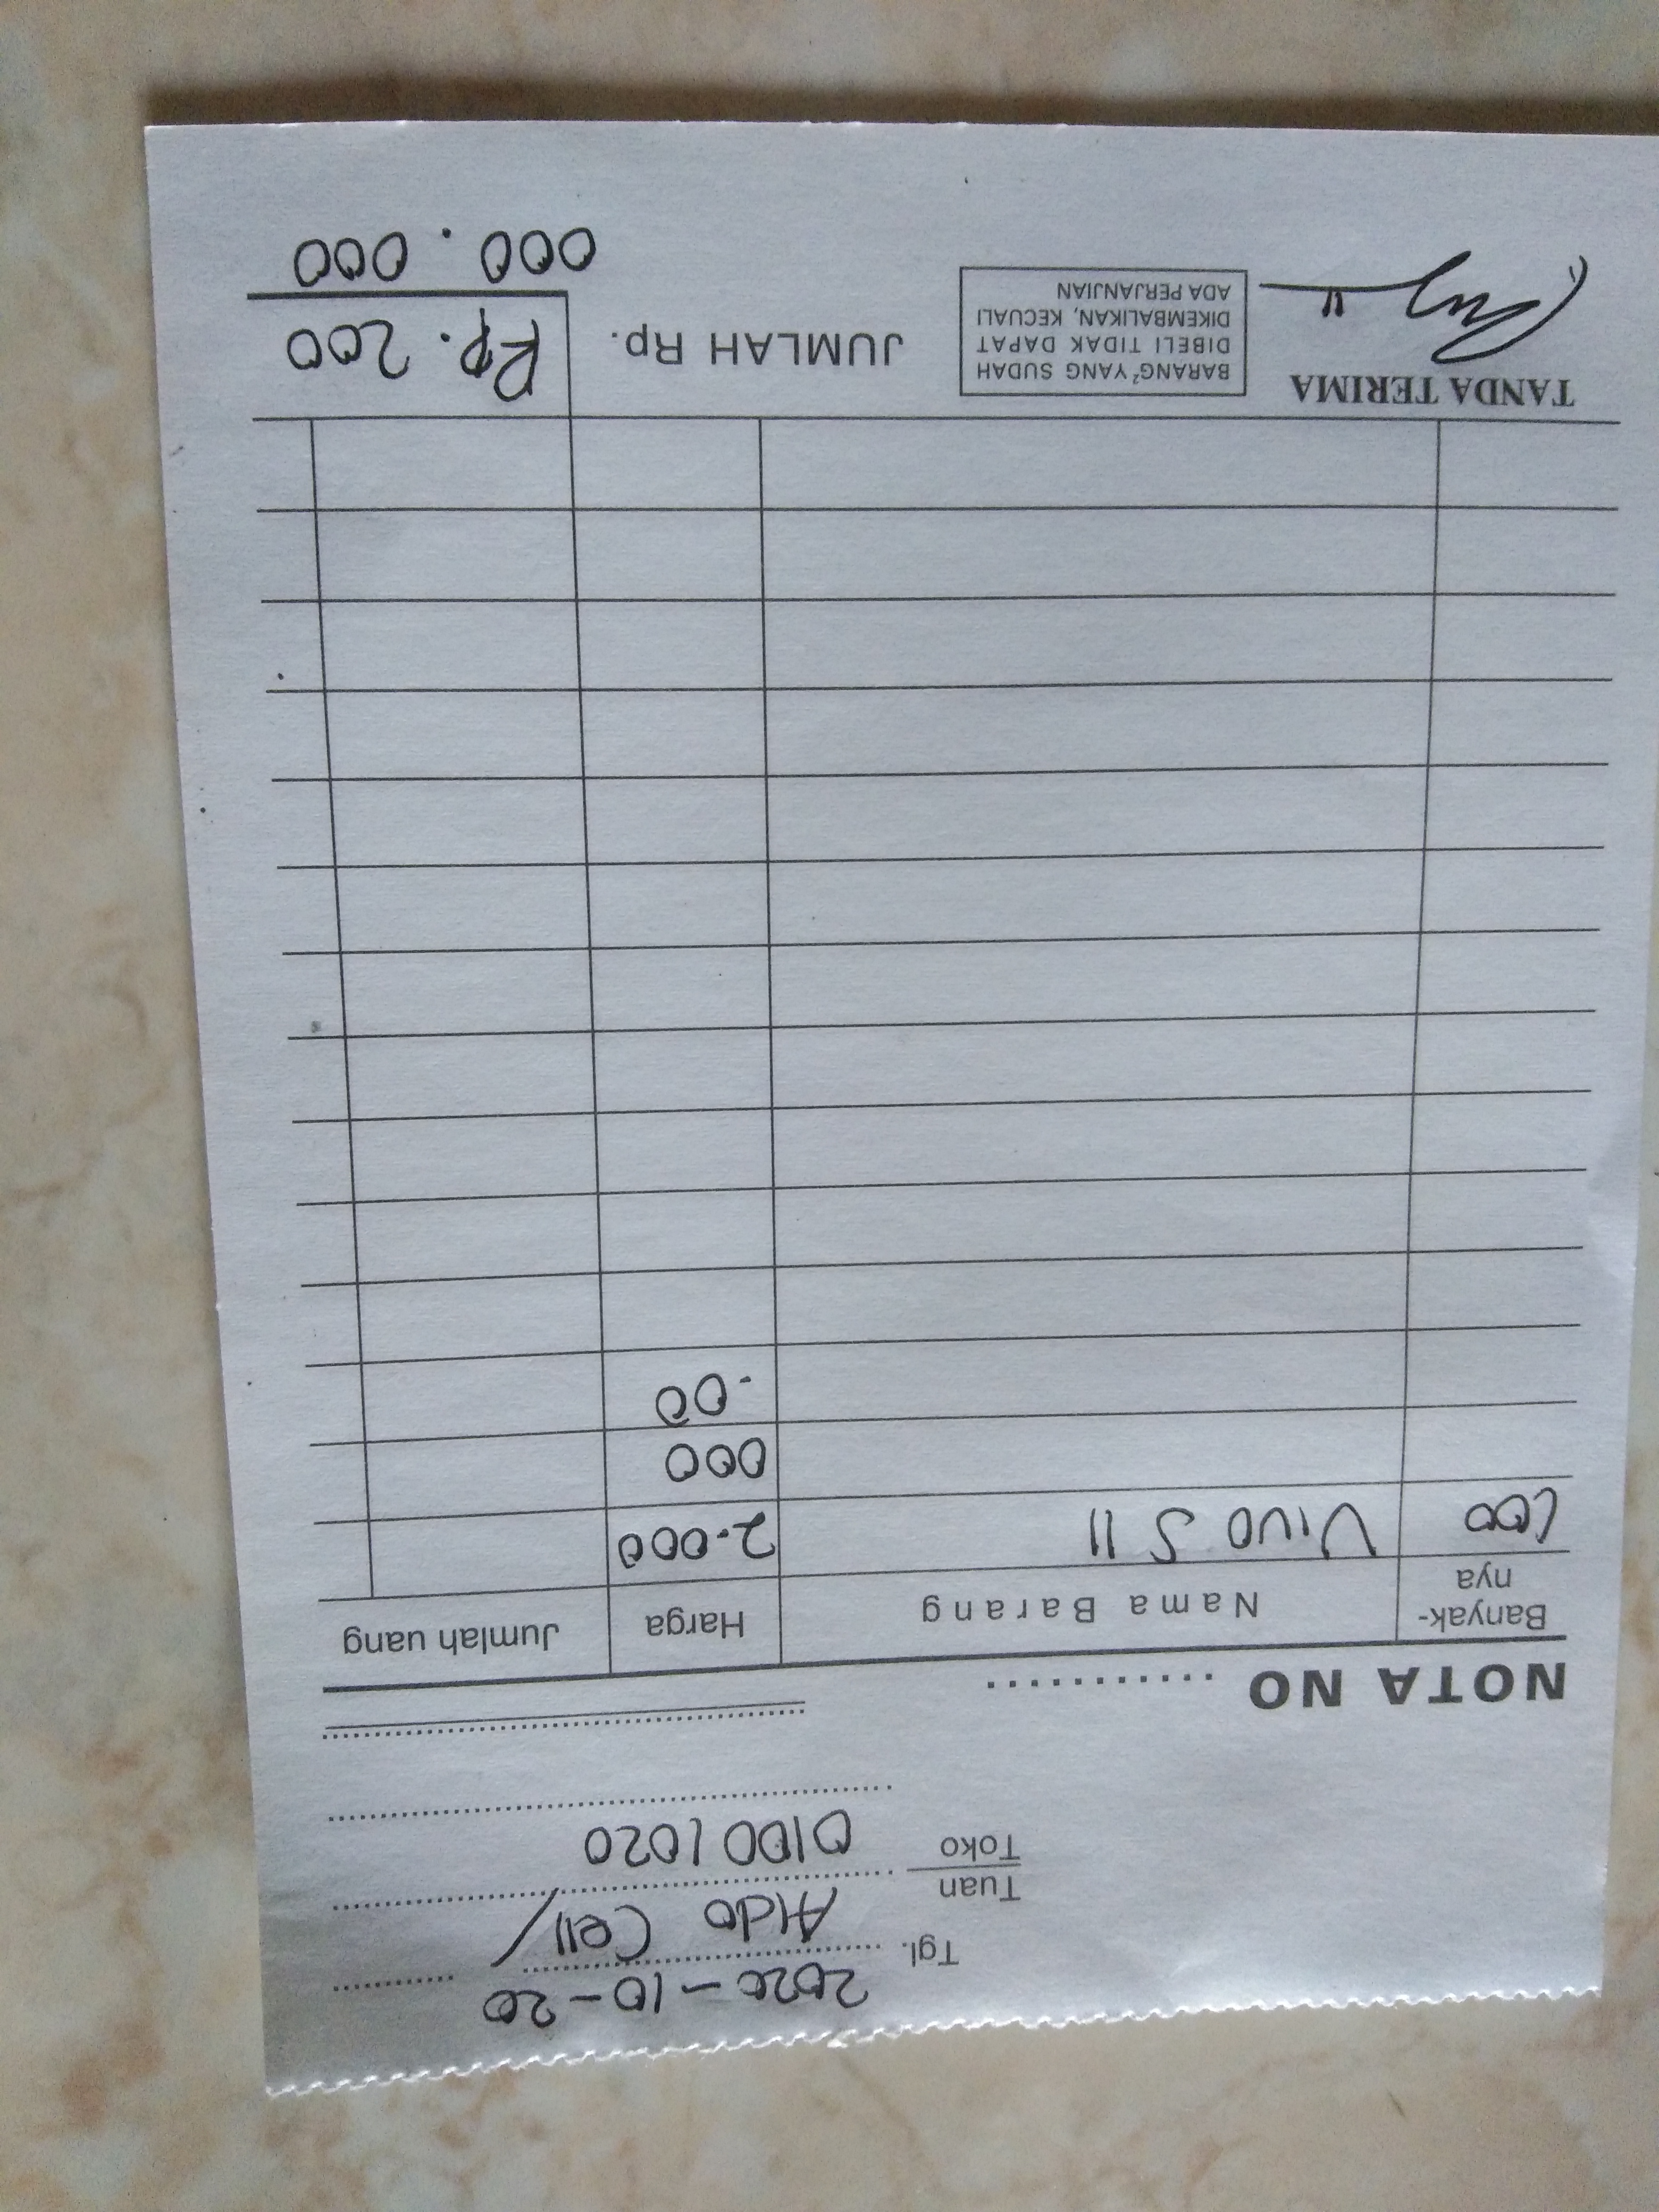 2020-10-20
Tgl. Aldo Cell/
Tuan
Toko 01001020
NOTA NO ...........
Banyak-nya Nama Barang Harga Jumlah uang
100 Vivo S 11 2.000
000
.00
TANDA TERIMA
BARANG² YANG SUDAH
DIBELI TIDAK DAPAT
DIKEMBALIKAN, KECUALI
ADA PERJANJIAN
JUMLAH Rp. Rp. 200
000.000